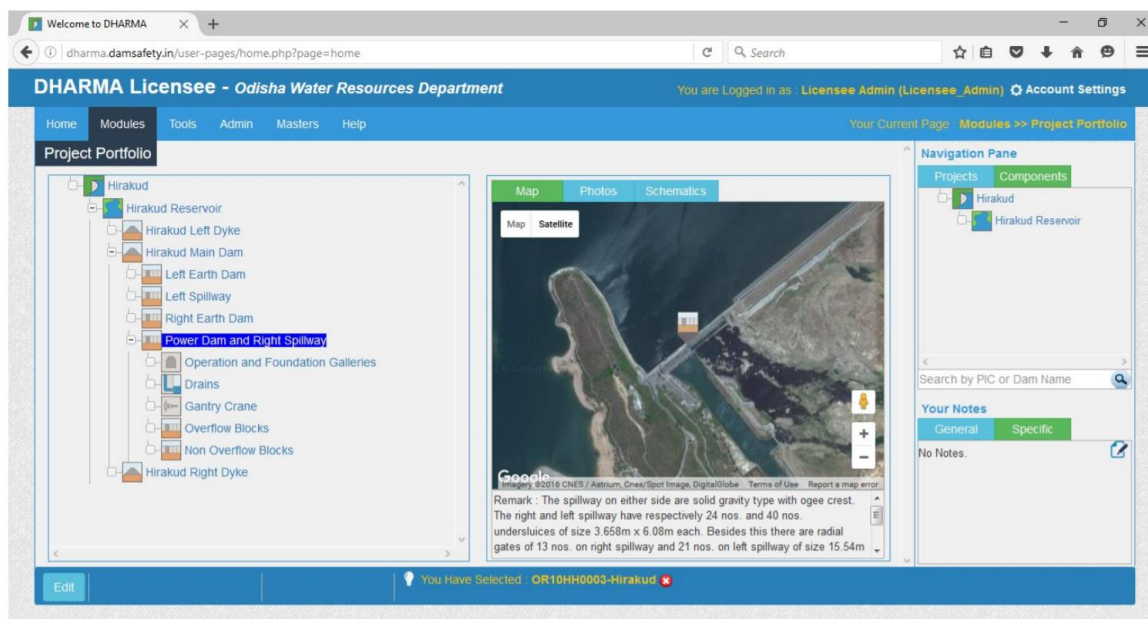 Welcome to DHARMA
dharma.damsafety.in/user-pages/home.php?page=home
Search
DHARMA Licensee - Odisha Water Resources Department
You are Logged in as : Licensee Admin (Licensee_Admin) Account Settings
Home Modules Tools Admin Masters Help
Your Current Page : Modules >> Project Portfolio
Project Portfolio
Hirakud
Hirakud Reservoir
Hirakud Left Dyke
Hirakud Main Dam
Left Earth Dam
Left Spillway
Right Earth Dam
Power Dam and Right Spillway
Operation and Foundation Galleries
Drains
Gantry Crane
Overflow Blocks
Non Overflow Blocks
Hirakud Right Dyke
Map Photos Schematics
Map Satellite
Google
Imagery ©2016 CNES / Astrium, Cnes/Spot Image, DigitalGlobe Terms of Use Report a map error
Remark : The spillway on either side are solid gravity type with ogee crest.
The right and left spillway have respectively 24 nos. and 40 nos.
undersluices of size 3.658m x 6.08m each. Besides this there are radial
gates of 13 nos. on right spillway and 21 nos. on left spillway of size 15.54m
Navigation Pane
Projects Components
Hirakud
Hirakud Reservoir
Search by PIC or Dam Name
Your Notes
General Specific
No Notes.
Edit
You Have Selected : OR10HH0003-Hirakud